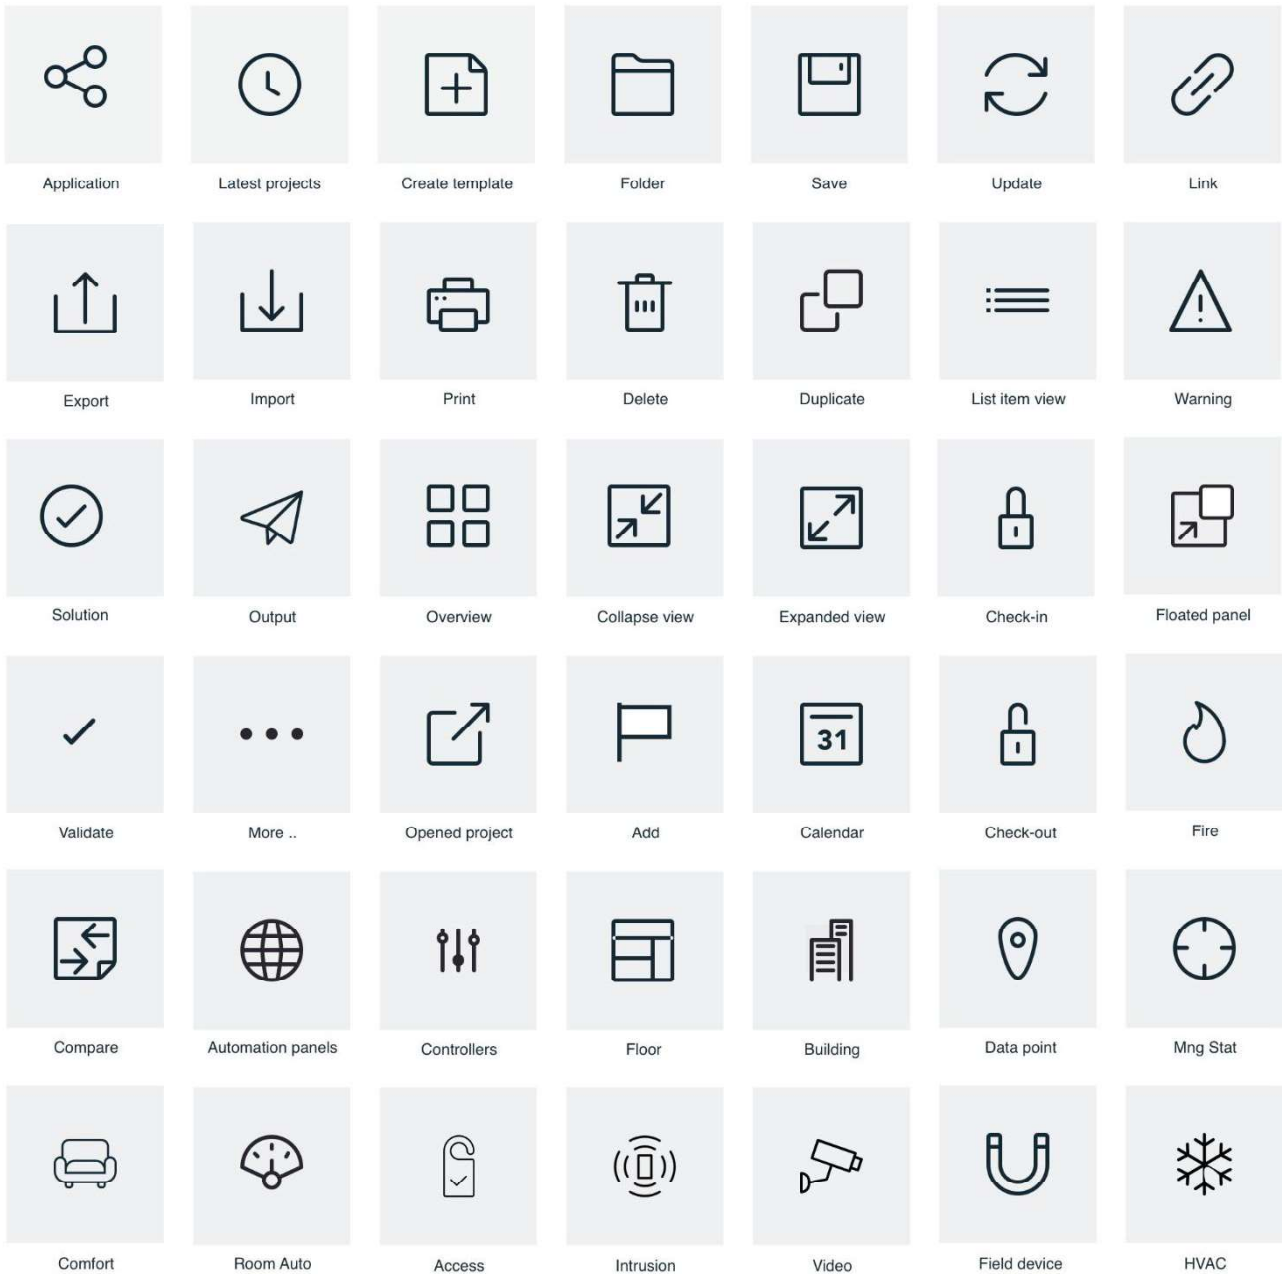 Application
Latest projects
Create template
Folder
Save
Update
Link
Export
Import
Print
Delete
Duplicate
List item view
Warning
Solution
Output
Overview
Collapse view
Expanded view
Check-in
Floated panel
31
Validate
More ..
Opened project
Add
Calendar
Check-out
Fire
Compare
Automation panels
Controllers
Floor
Building
Data point
Mng Stat
Comfort
Room Auto
Access
Intrusion
Video
Field device
HVAC